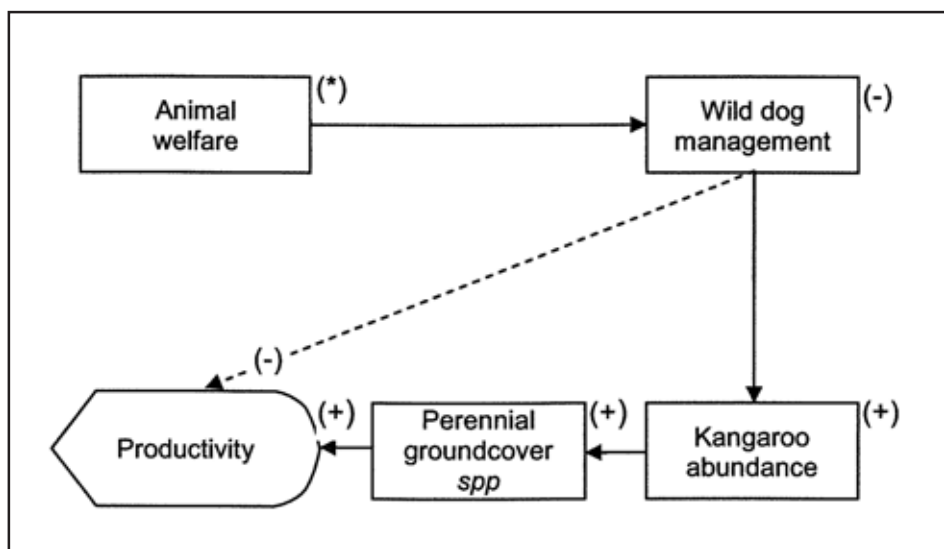 Animal
welfare
(*)
Wild dog
management
(-)
(-)
Productivity
(+)
Perennial
groundcover
spp
(+)
Kangaroo
abundance
(+)